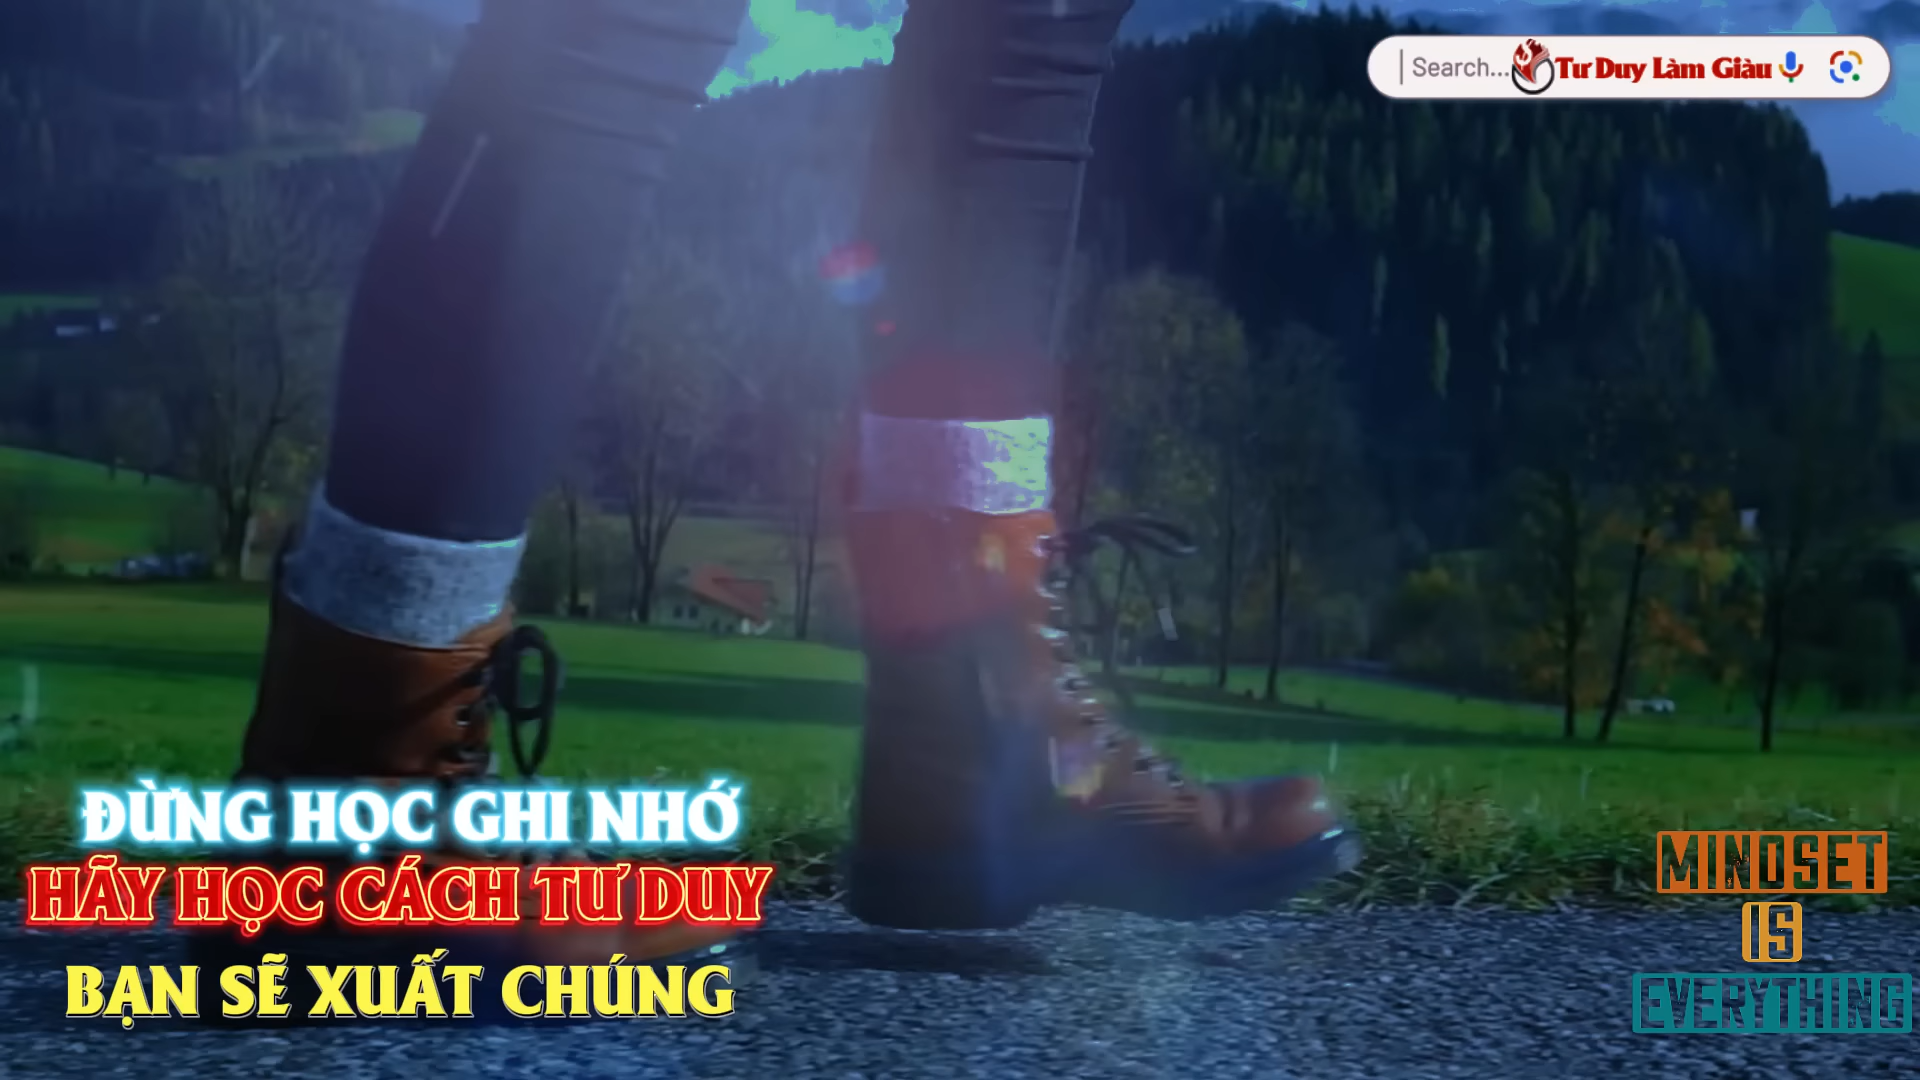 Search... Tư Duy Làm Giàu
ĐỪNG HỌC GHI NHỚ
HÃY HỌC CÁCH TƯ DUY
BẠN SẼ XUẤT CHÚNG
MINDSET
IS
EVERYTHING